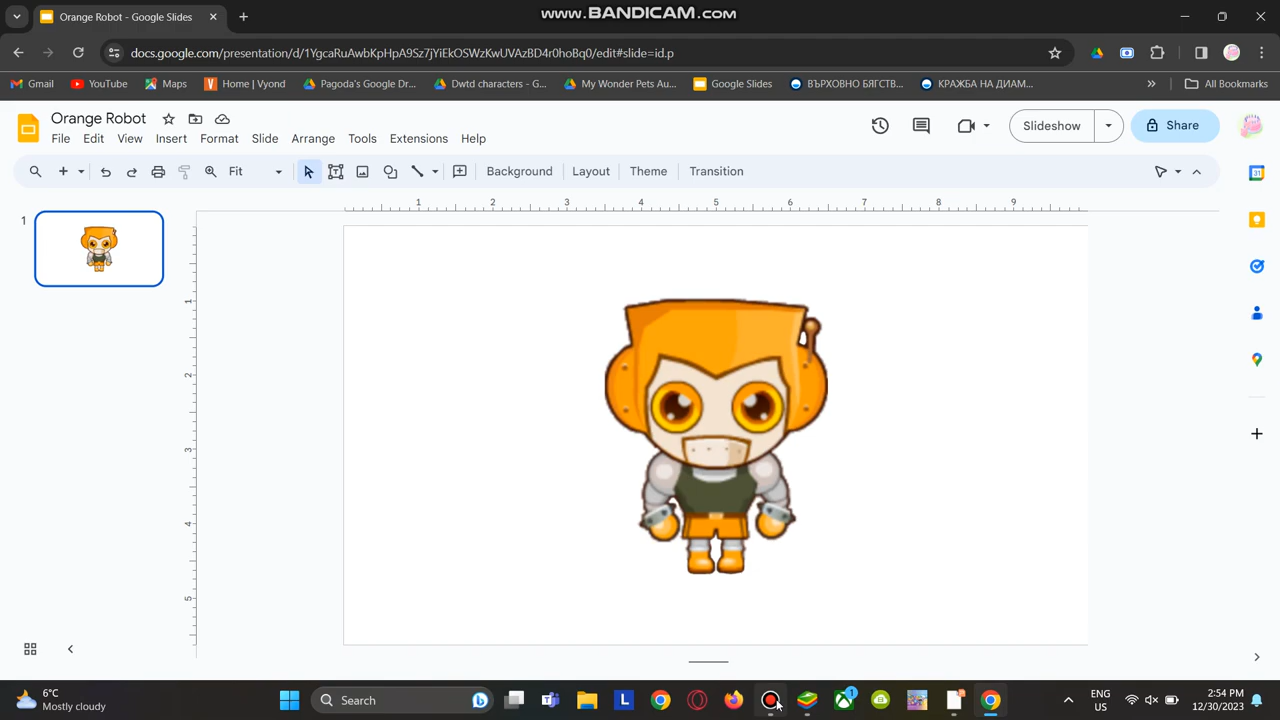 www.BANDICAM.com
Orange Robot - Google Slides
docs.google.com/presentation/d/1YgcaRuAwbKpHpA9Sz7jYiEkOSWzKwUVAzBD4r0hoBq0/edit#slide=id.p
Gmail YouTube Maps Home | Vyond Pagoda's Google Dr... Dwtd characters - G... My Wonder Pets Au... Google Slides ВЪРХОВНО БЯГСТВ... КРАЖБА НА ДИАМ... » All Bookmarks
Orange Robot
File Edit View Insert Format Slide Arrange Tools Extensions Help
Slideshow Share
Fit Background Layout Theme Transition
1 2 3 4 5 6 7 8 9
1
1
2
3
4
5
6°C
Mostly cloudy
Search
L
1
ENG
US
2:54 PM
12/30/2023